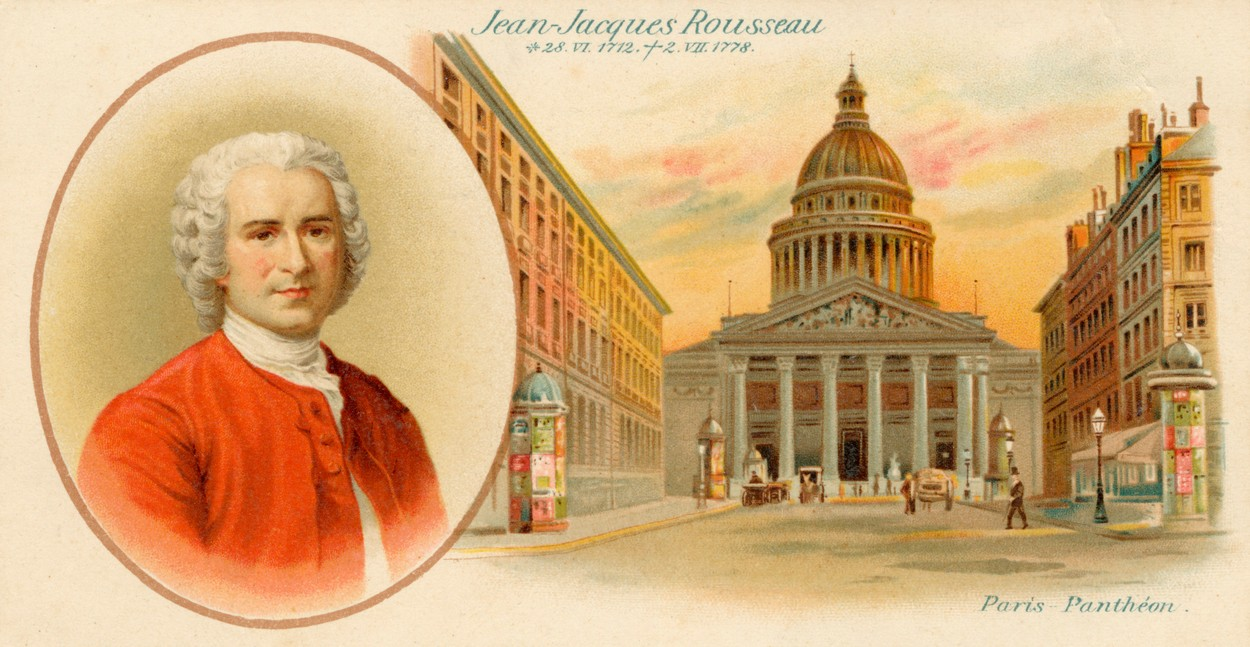 Jean-Jacques Rousseau
* 28. VI. 1712. † 2. VII. 1778.
Paris - Panthéon.